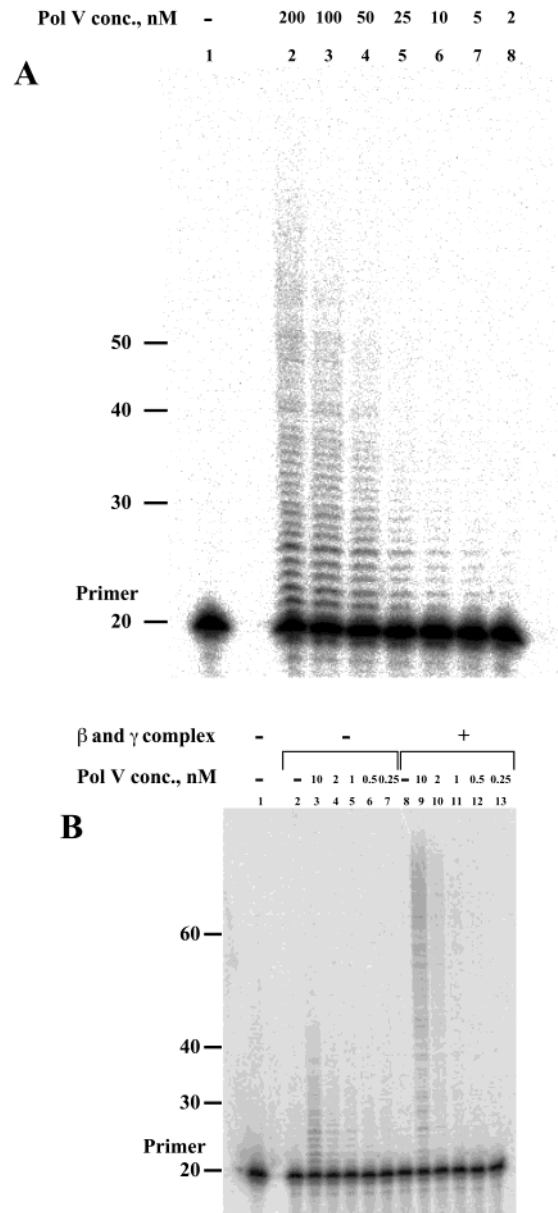 Pol V conc., nM - 200 100 50 25 10 5 2
1 2 3 4 5 6 7 8
A
50
40
30
Primer
20
β and γ complex - - +
Pol V conc., nM - - 10 2 1 0.5 0.25 - 10 2 1 0.5 0.25
1 2 3 4 5 6 7 8 9 10 11 12 13
B
60
40
30
Primer
20